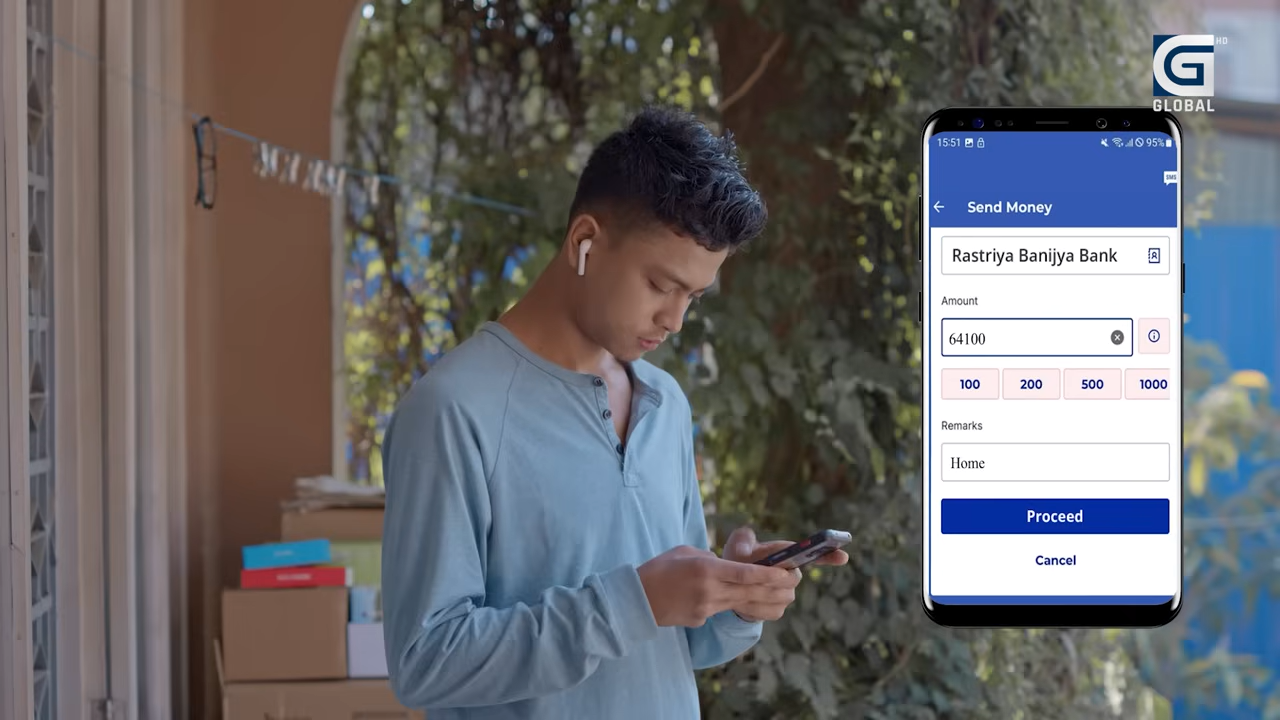 HD
GLOBAL
15:51
95%
SMS
Send Money
Rastriya Banijya Bank
Amount
64100
100 200 500 1000
Remarks
Home
Proceed
Cancel